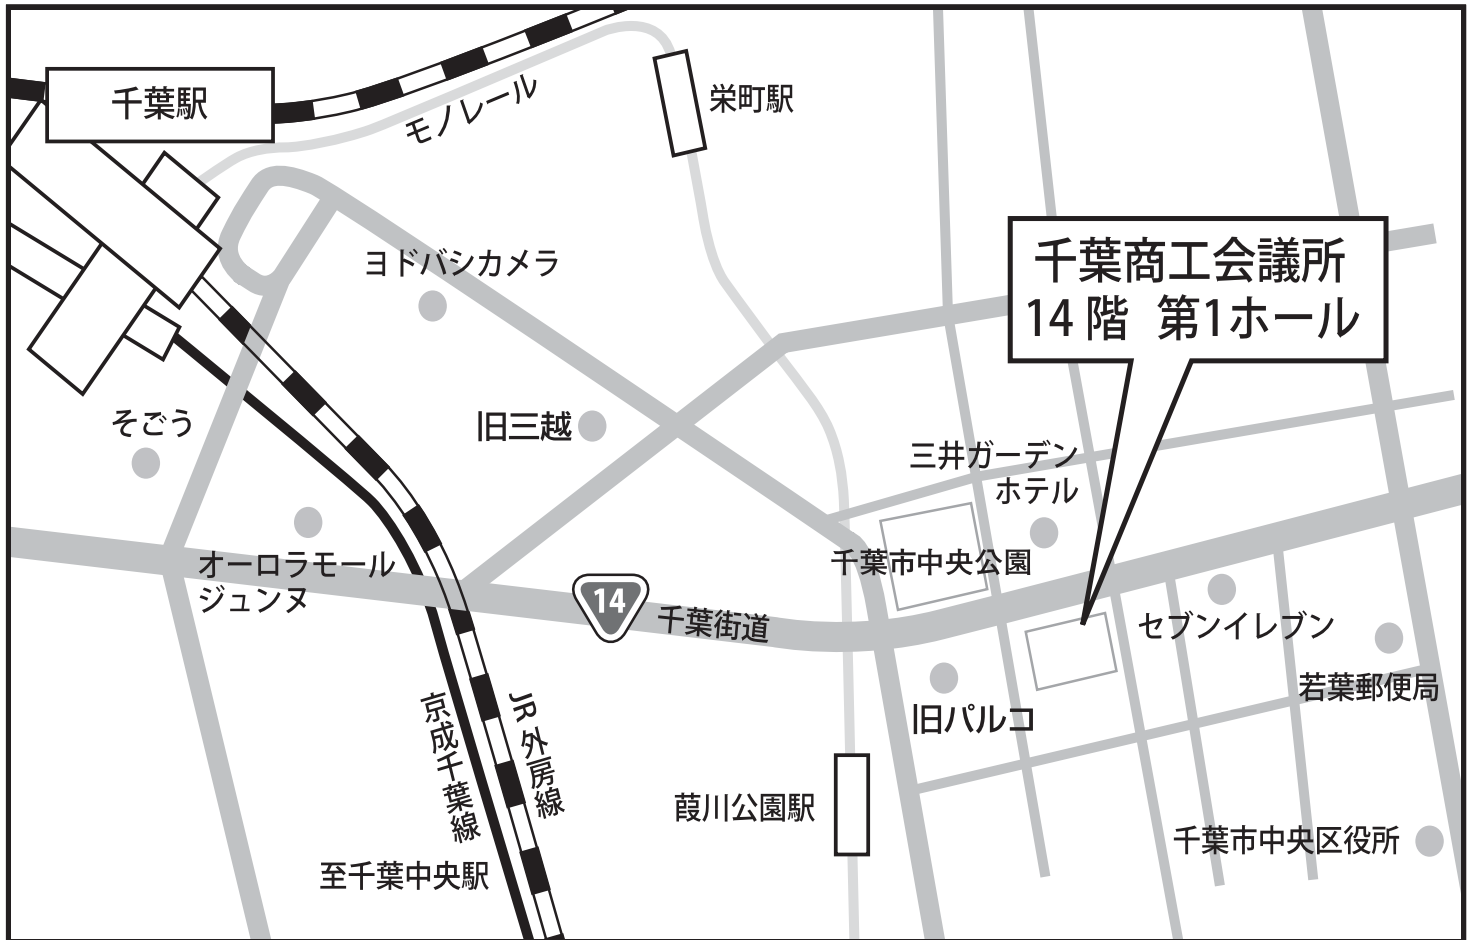 千葉駅
モノレール
栄町駅
千葉商工会議所
14 階 第1ホール
ヨドバシカメラ
そごう
旧三越
三井ガーデン
ホテル
オーロラモール
ジュンヌ
14
千葉街道
千葉市中央公園
セブンイレブン
若葉郵便局
旧パルコ
京成千葉線
JR 外房線
葭川公園駅
千葉市中央区役所
至千葉中央駅